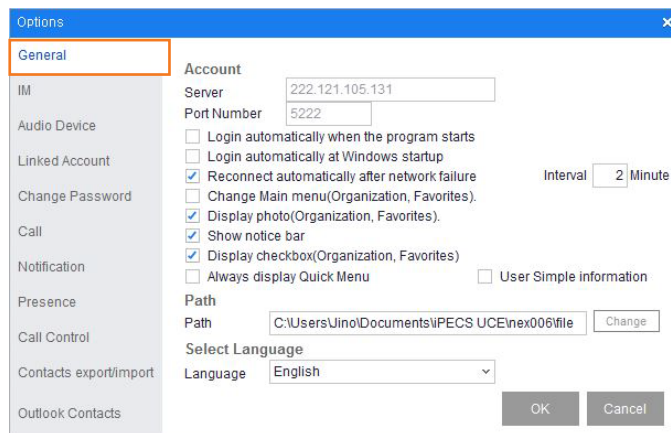 Options
General
IM
Audio Device
Linked Account
Change Password
Call
Notification
Presence
Call Control
Contacts export/import
Outlook Contacts
Account
Server 222.121.105.131
Port Number 5222
Login automatically when the program starts
Login automatically at Windows startup
Reconnect automatically after network failure Interval 2 Minute
Change Main menu(Organization, Favorites).
Display photo(Organization, Favorites).
Show notice bar
Display checkbox(Organization, Favorites)
Always display Quick Menu User Simple information
Path
Path C:\Users\Jino\Documents\iPECS UCE\nex006\file Change
Select Language
Language English
OK Cancel